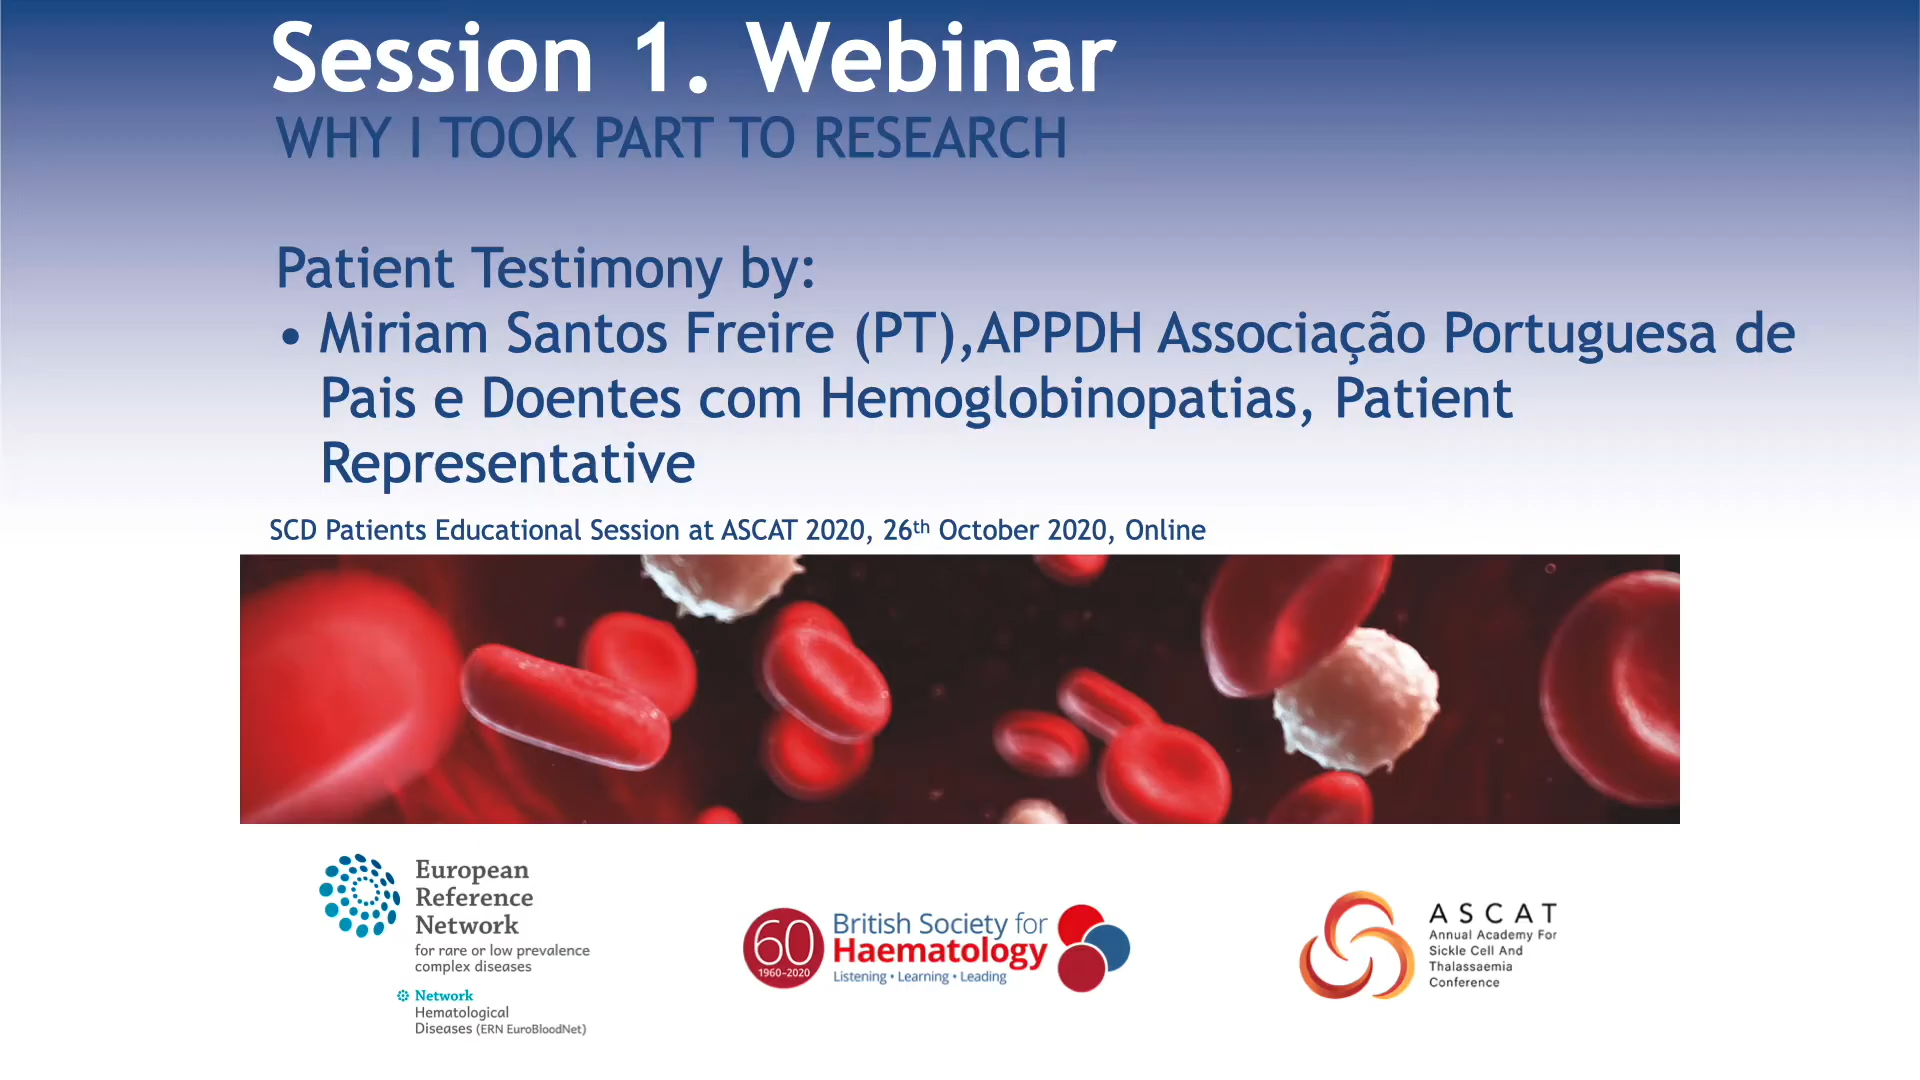 Session 1. Webinar
WHY I TOOK PART TO RESEARCH
Patient Testimony by:
• Miriam Santos Freire (PT),APPDH Associação Portuguesa de
Pais e Doentes com Hemoglobinopatias, Patient
Representative
SCD Patients Educational Session at ASCAT 2020, 26th October 2020, Online
European
Reference
Network
for rare or low prevalence
complex diseases
Network
Hematological
Diseases (ERN EuroBloodNet)
60
1960–2020
British Society for
Haematology
Listening • Learning • Leading
ASCAT
Annual Academy For
Sickle Cell And
Thalassaemia
Conference